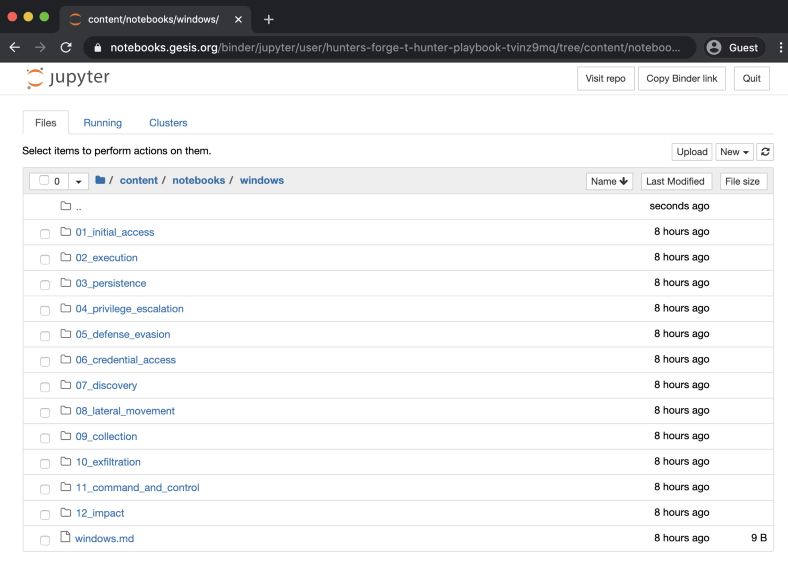 content/notebooks/windows/
notebooks.gesis.org/binder/jupyter/user/hunters-forge-t-hunter-playbook-tvinz9mq/tree/content/noteboo... Guest
jupyter Visit repo Copy Binder link Quit
Files Running Clusters
Select items to perform actions on them. Upload New
0 / content / notebooks / windows Name Last Modified File size
.. seconds ago
01_initial_access 8 hours ago
02_execution 8 hours ago
03_persistence 8 hours ago
04_privilege_escalation 8 hours ago
05_defense_evasion 8 hours ago
06_credential_access 8 hours ago
07_discovery 8 hours ago
08_lateral_movement 8 hours ago
09_collection 8 hours ago
10_exfiltration 8 hours ago
11_command_and_control 8 hours ago
12_impact 8 hours ago
windows.md 8 hours ago 9 B